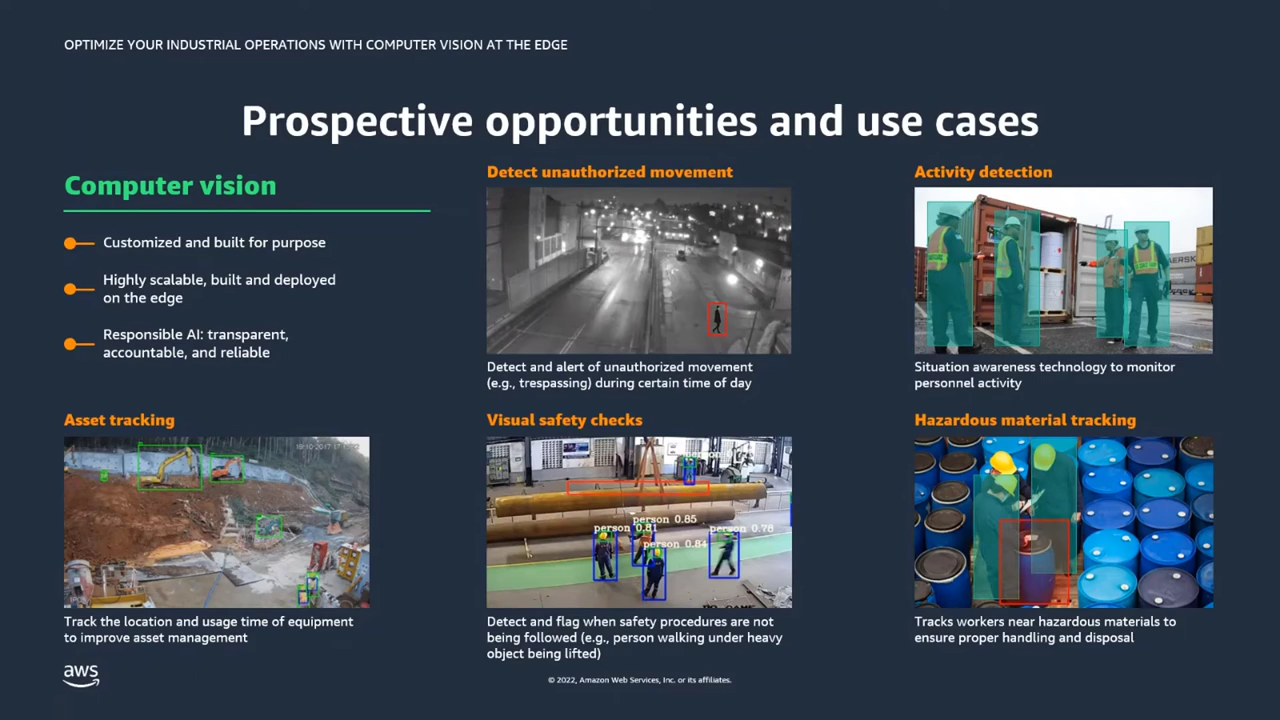 OPTIMIZE YOUR INDUSTRIAL OPERATIONS WITH COMPUTER VISION AT THE EDGE
Prospective opportunities and use cases
Computer vision
Customized and built for purpose
Highly scalable, built and deployed
on the edge
Responsible AI: transparent,
accountable, and reliable
Detect unauthorized movement
Detect and alert of unauthorized movement
(e.g., trespassing) during certain time of day
Activity detection
Situation awareness technology to monitor
personnel activity
Asset tracking
Track the location and usage time of equipment
to improve asset management
Visual safety checks
person
person 0.85
person 0.81
person 0.78
person 0.84
Detect and flag when safety procedures are not
being followed (e.g., person walking under heavy
object being lifted)
Hazardous material tracking
Tracks workers near hazardous materials to
ensure proper handling and disposal
aws
© 2022, Amazon Web Services, Inc. or its affiliates.